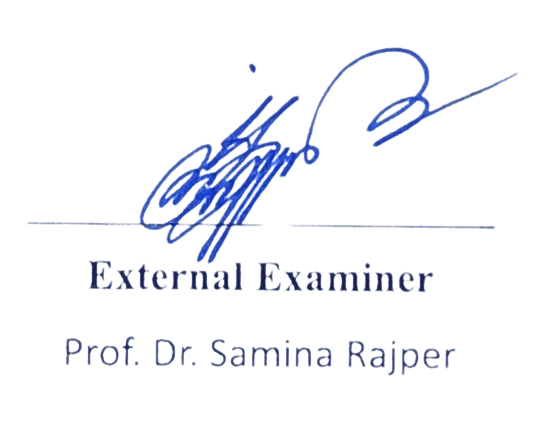 External Examiner
Prof. Dr. Samina Rajper